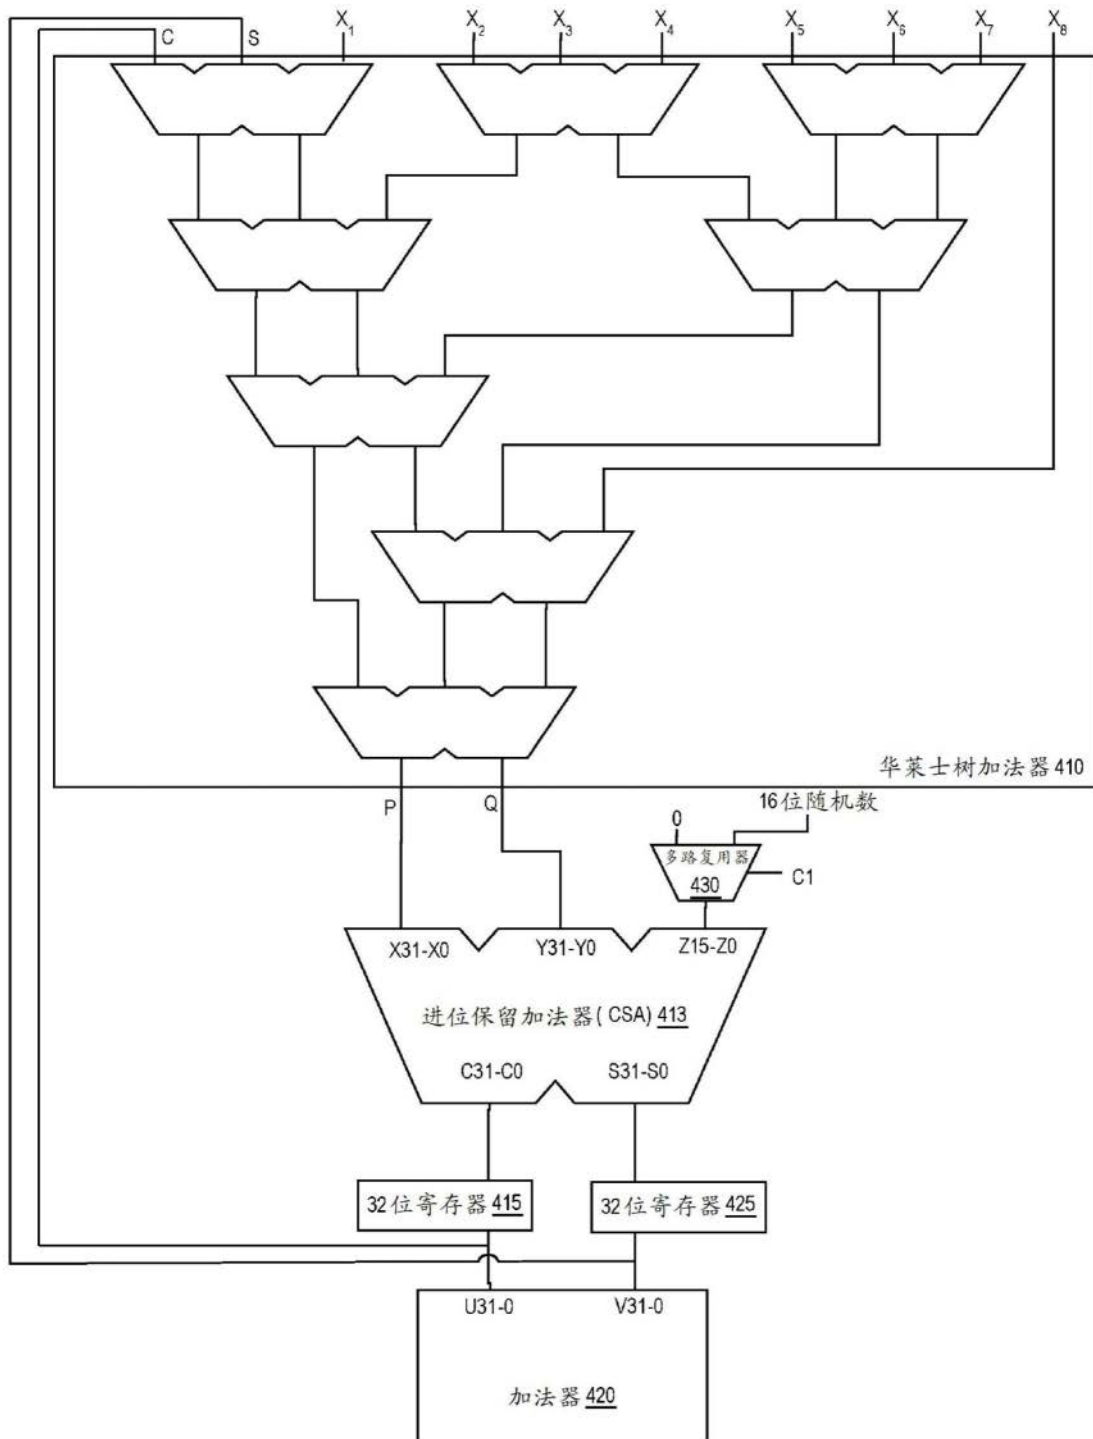 C S X1 X2 X3 X4 X5 X6 X7 X8
华莱士树加法器 410
P Q
16位随机数
0
多路复用器
430
C1
X31-X0 Y31-Y0 Z15-Z0
进位保留加法器( CSA) 413
C31-C0 S31-S0
32位寄存器 415
32位寄存器 425
U31-0 V31-0
加法器 420